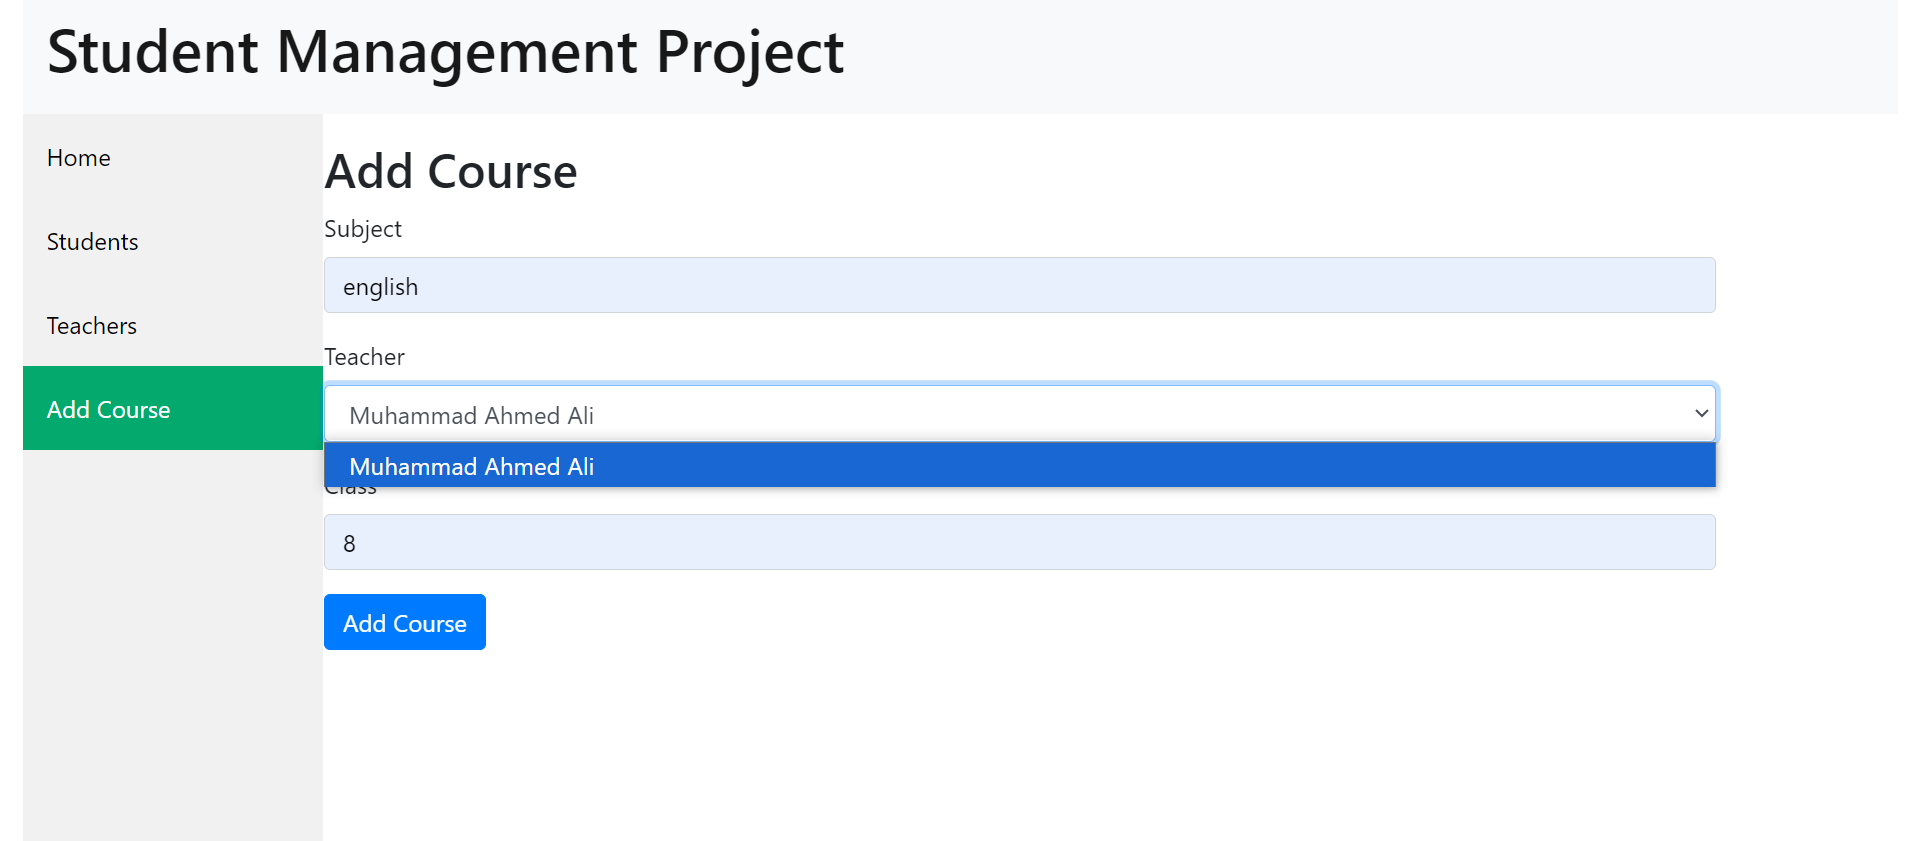 Student Management Project
Home
Students
Teachers
Add Course
Add Course
Subject
english
Teacher
Muhammad Ahmed Ali
Muhammad Ahmed Ali
Class
8
Add Course